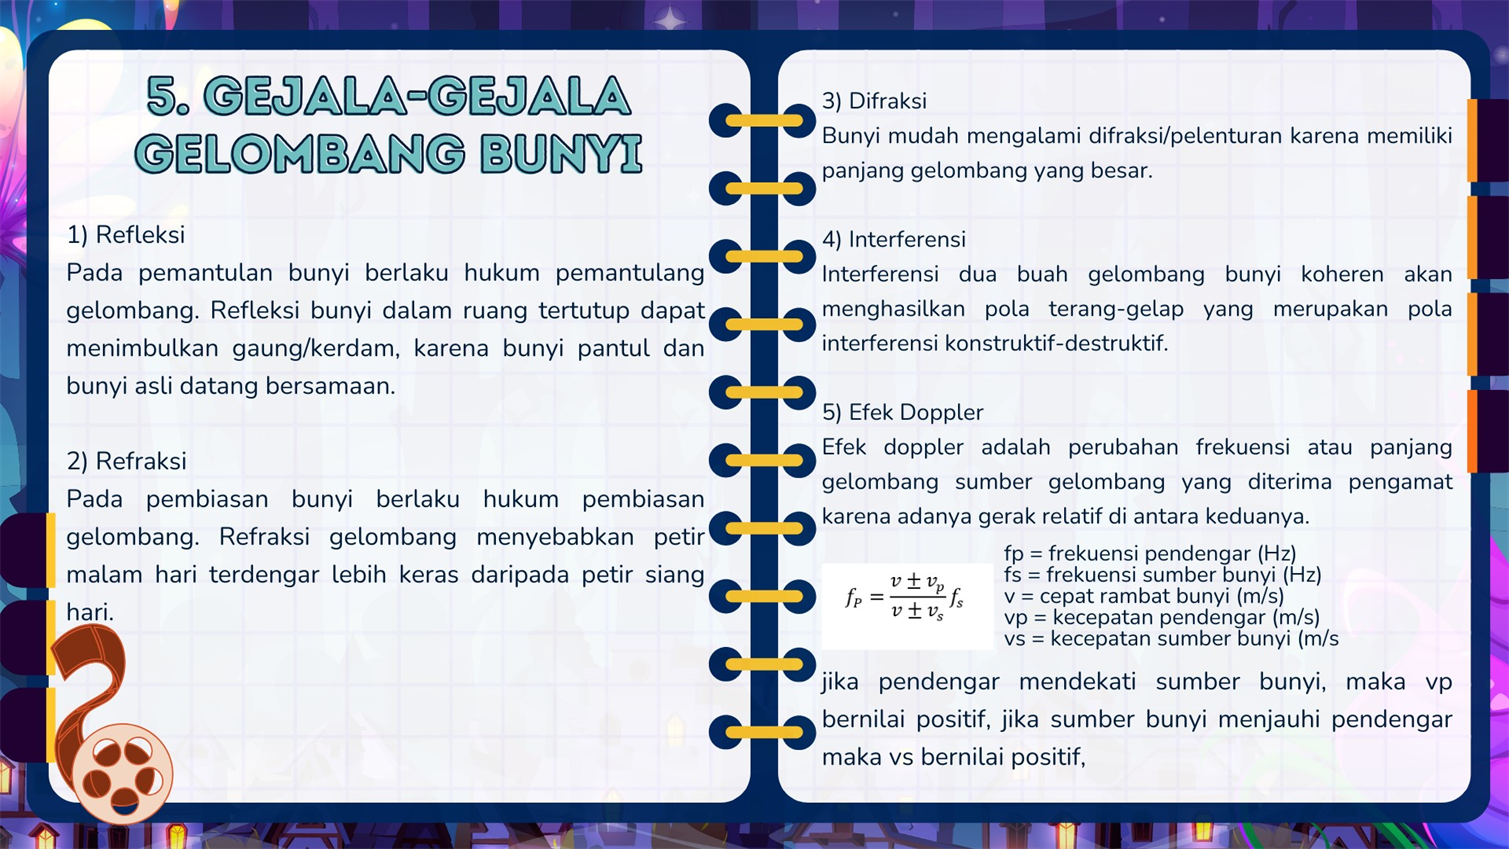 5. GEJALA-GEJALA
GELOMBANG BUNYI
1) Refleksi
Pada pemantulan bunyi berlaku hukum pemantulang
gelombang. Refleksi bunyi dalam ruang tertutup dapat
menimbulkan gaung/kerdam, karena bunyi pantul dan
bunyi asli datang bersamaan.
2) Refraksi
Pada pembiasan bunyi berlaku hukum pembiasan
gelombang. Refraksi gelombang menyebabkan petir
malam hari terdengar lebih keras daripada petir siang
hari.
3) Difraksi
Bunyi mudah mengalami difraksi/pelenturan karena memiliki
panjang gelombang yang besar.
4) Interferensi
Interferensi dua buah gelombang bunyi koheren akan
menghasilkan pola terang-gelap yang merupakan pola
interferensi konstruktif-destruktif.
5) Efek Doppler
Efek doppler adalah perubahan frekuensi atau panjang
gelombang sumber gelombang yang diterima pengamat
karena adanya gerak relatif di antara keduanya.
f_P = (v ± v_p)/(v ± v_s) f_s
fp = frekuensi pendengar (Hz)
fs = frekuensi sumber bunyi (Hz)
v = cepat rambat bunyi (m/s)
vp = kecepatan pendengar (m/s)
vs = kecepatan sumber bunyi (m/s
jika pendengar mendekati sumber bunyi, maka vp
bernilai positif, jika sumber bunyi menjauhi pendengar
maka vs bernilai positif,